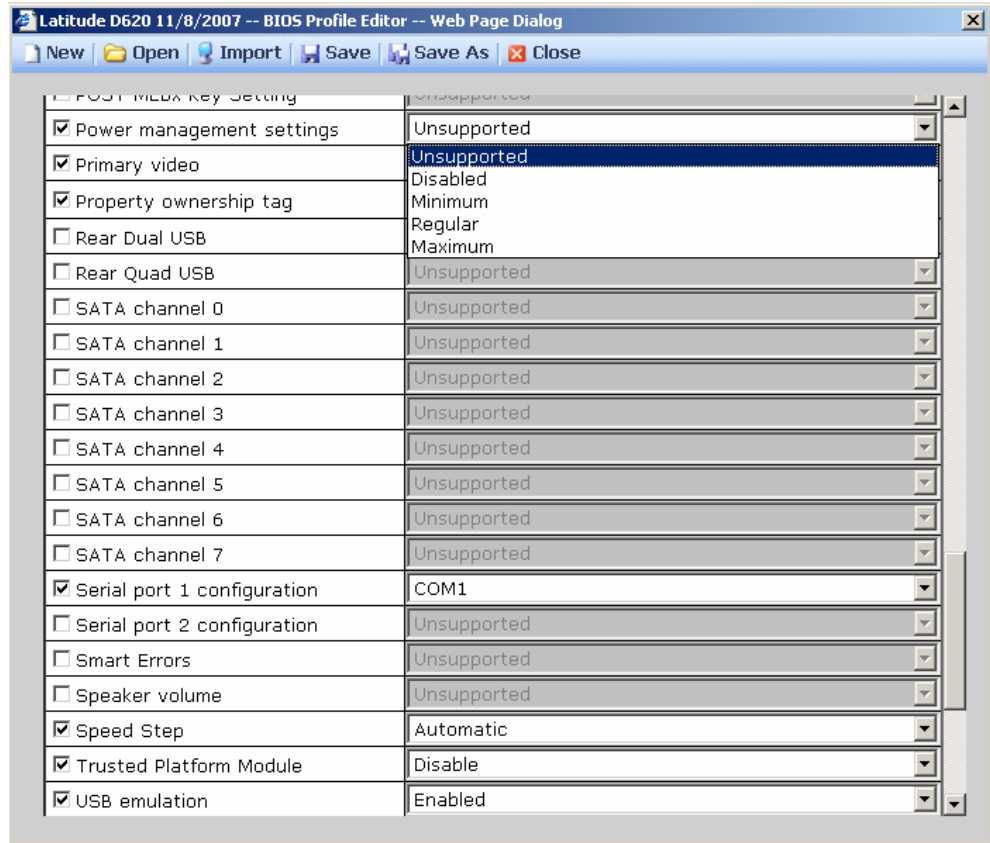 Latitude D620 11/8/2007 -- BIOS Profile Editor -- Web Page Dialog
New Open Import Save Save As Close
POST MEBx Key Setting Unsupported
Power management settings Unsupported
Primary video Unsupported
Disabled
Property ownership tag Minimum
Regular
Rear Dual USB Maximum
Rear Quad USB Unsupported
SATA channel 0 Unsupported
SATA channel 1 Unsupported
SATA channel 2 Unsupported
SATA channel 3 Unsupported
SATA channel 4 Unsupported
SATA channel 5 Unsupported
SATA channel 6 Unsupported
SATA channel 7 Unsupported
Serial port 1 configuration COM1
Serial port 2 configuration Unsupported
Smart Errors Unsupported
Speaker volume Unsupported
Speed Step Automatic
Trusted Platform Module Disable
USB emulation Enabled